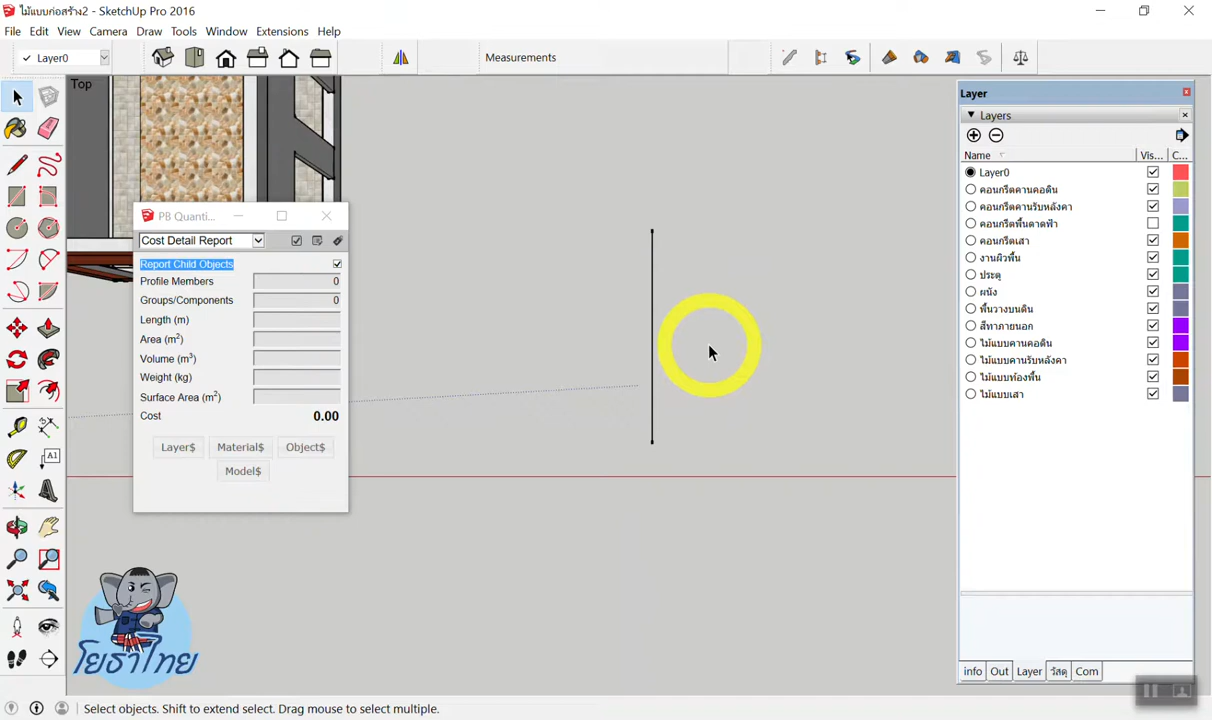 ไม้แบบก่อสร้าง2 - SketchUp Pro 2016
File Edit View Camera Draw Tools Window Extensions Help
Layer0
Measurements
Top
Layer
Layers
Name Vis... C...
Layer0
คอนกรีตคานคอดิน
คอนกรีตคานรับหลังคา
คอนกรีตพื้นดาดฟ้า
คอนกรีตเสา
งานผิวพื้น
ประตู
ผนัง
พื้นวางบนดิน
สีทาภายนอก
ไม้แบบคานคอดิน
ไม้แบบคานรับหลังคา
ไม้แบบท้องพื้น
ไม้แบบเสา
PB Quanti...
Cost Detail Report
Report Child Objects
Profile Members 0
Groups/Components 0
Length (m)
Area (m²)
Volume (m³)
Weight (kg)
Surface Area (m²)
Cost 0.00
Layer$ Material$ Object$
Model$
A1
โยธาไทย
info Out Layer วัสดุ Com
Select objects. Shift to extend select. Drag mouse to select multiple.